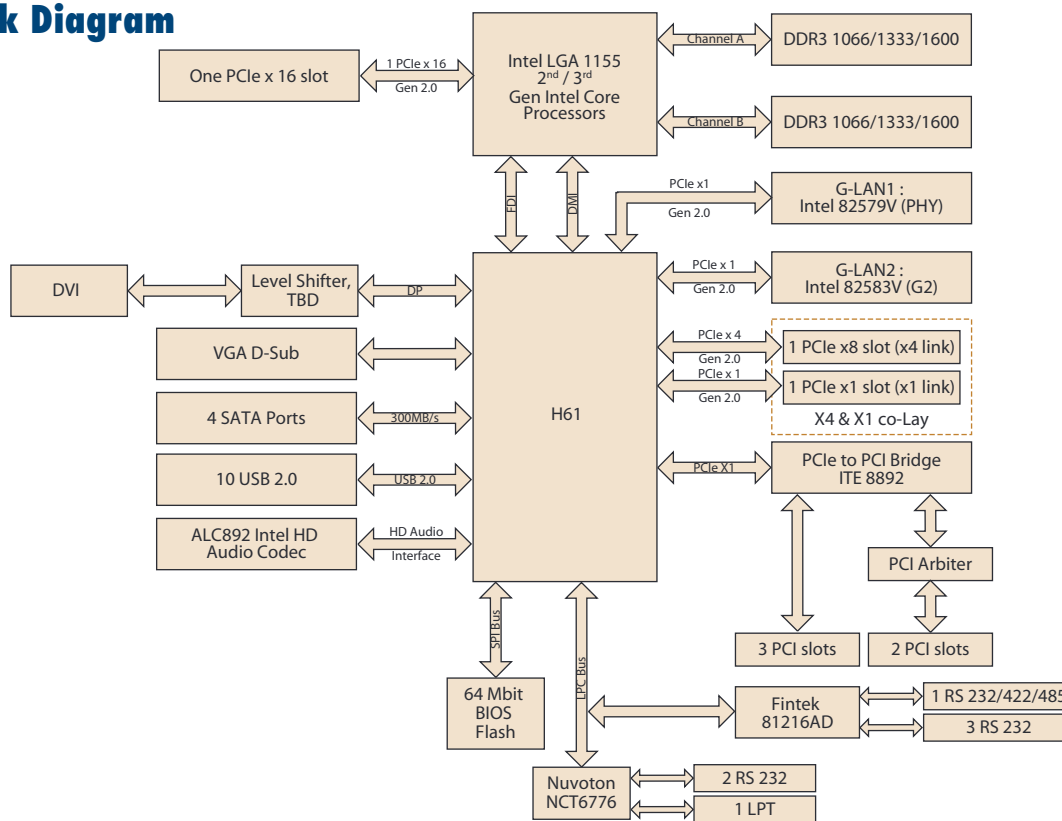 k Diagram
One PCIe x 16 slot
1 PCIe x 16
Gen 2.0
Intel LGA 1155
2nd / 3rd
Gen Intel Core
Processors
Channel A
DDR3 1066/1333/1600
Channel B
DDR3 1066/1333/1600
FDI
DMI
PCIe x1
Gen 2.0
G-LAN1 :
Intel 82579V (PHY)
DVI
Level Shifter,
TBD
DP
H61
PCIe x 1
Gen 2.0
G-LAN2 :
Intel 82583V (G2)
VGA D-Sub
PCIe x 4
Gen 2.0
1 PCIe x8 slot (x4 link)
PCIe x 1
Gen 2.0
1 PCIe x1 slot (x1 link)
X4 & X1 co-Lay
4 SATA Ports
300MB/s
10 USB 2.0
USB 2.0
PCIe X1
PCIe to PCI Bridge
ITE 8892
ALC892 Intel HD
Audio Codec
HD Audio
Interface
PCI Arbiter
3 PCI slots
2 PCI slots
SPI Bus
LPC Bus
64 Mbit
BIOS
Flash
Fintek
81216AD
1 RS 232/422/485
3 RS 232
Nuvoton
NCT6776
2 RS 232
1 LPT